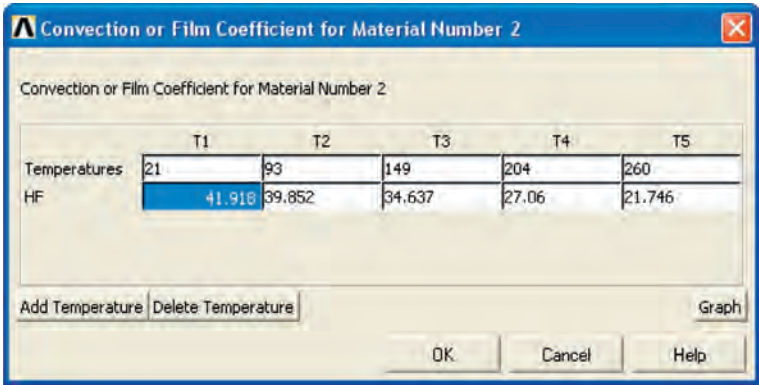 Convection or Film Coefficient for Material Number 2
Convection or Film Coefficient for Material Number 2
T1 T2 T3 T4 T5
Temperatures 21 93 149 204 260
HF 41.918 39.852 34.637 27.06 21.746
Add Temperature Delete Temperature Graph
OK Cancel Help